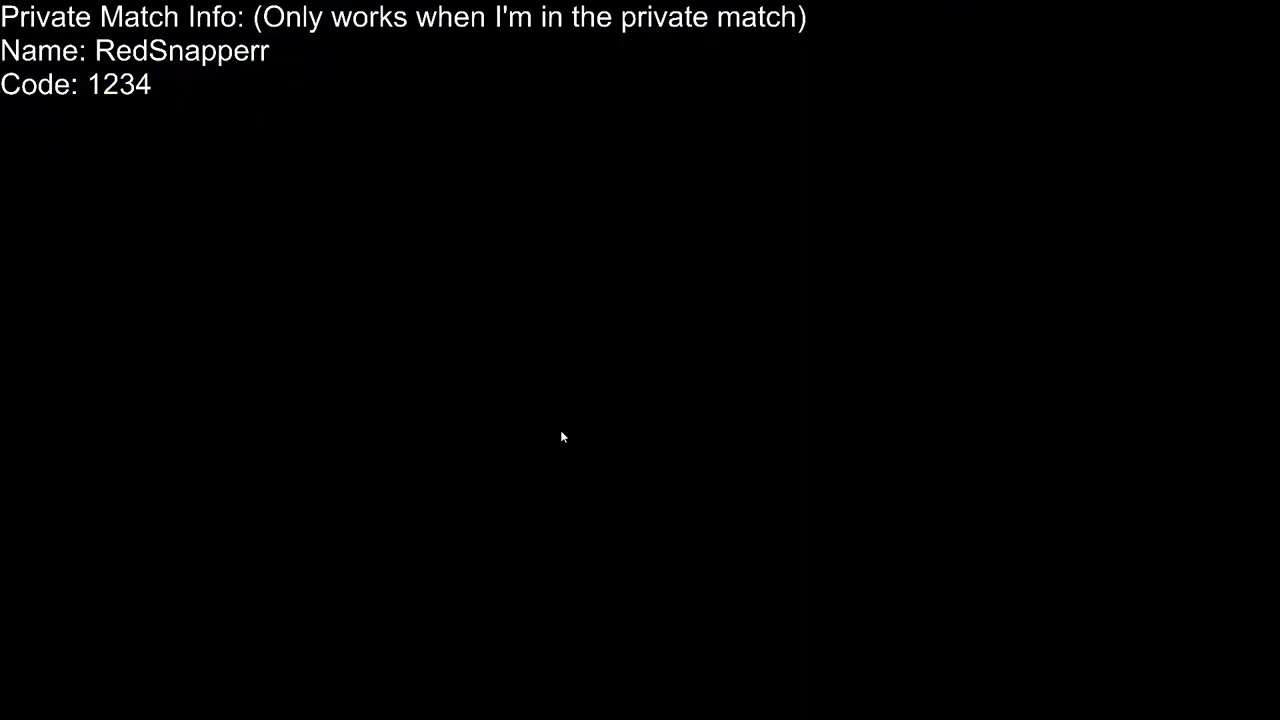 Private Match Info: (Only works when I'm in the private match)
Name: RedSnapperr
Code: 1234